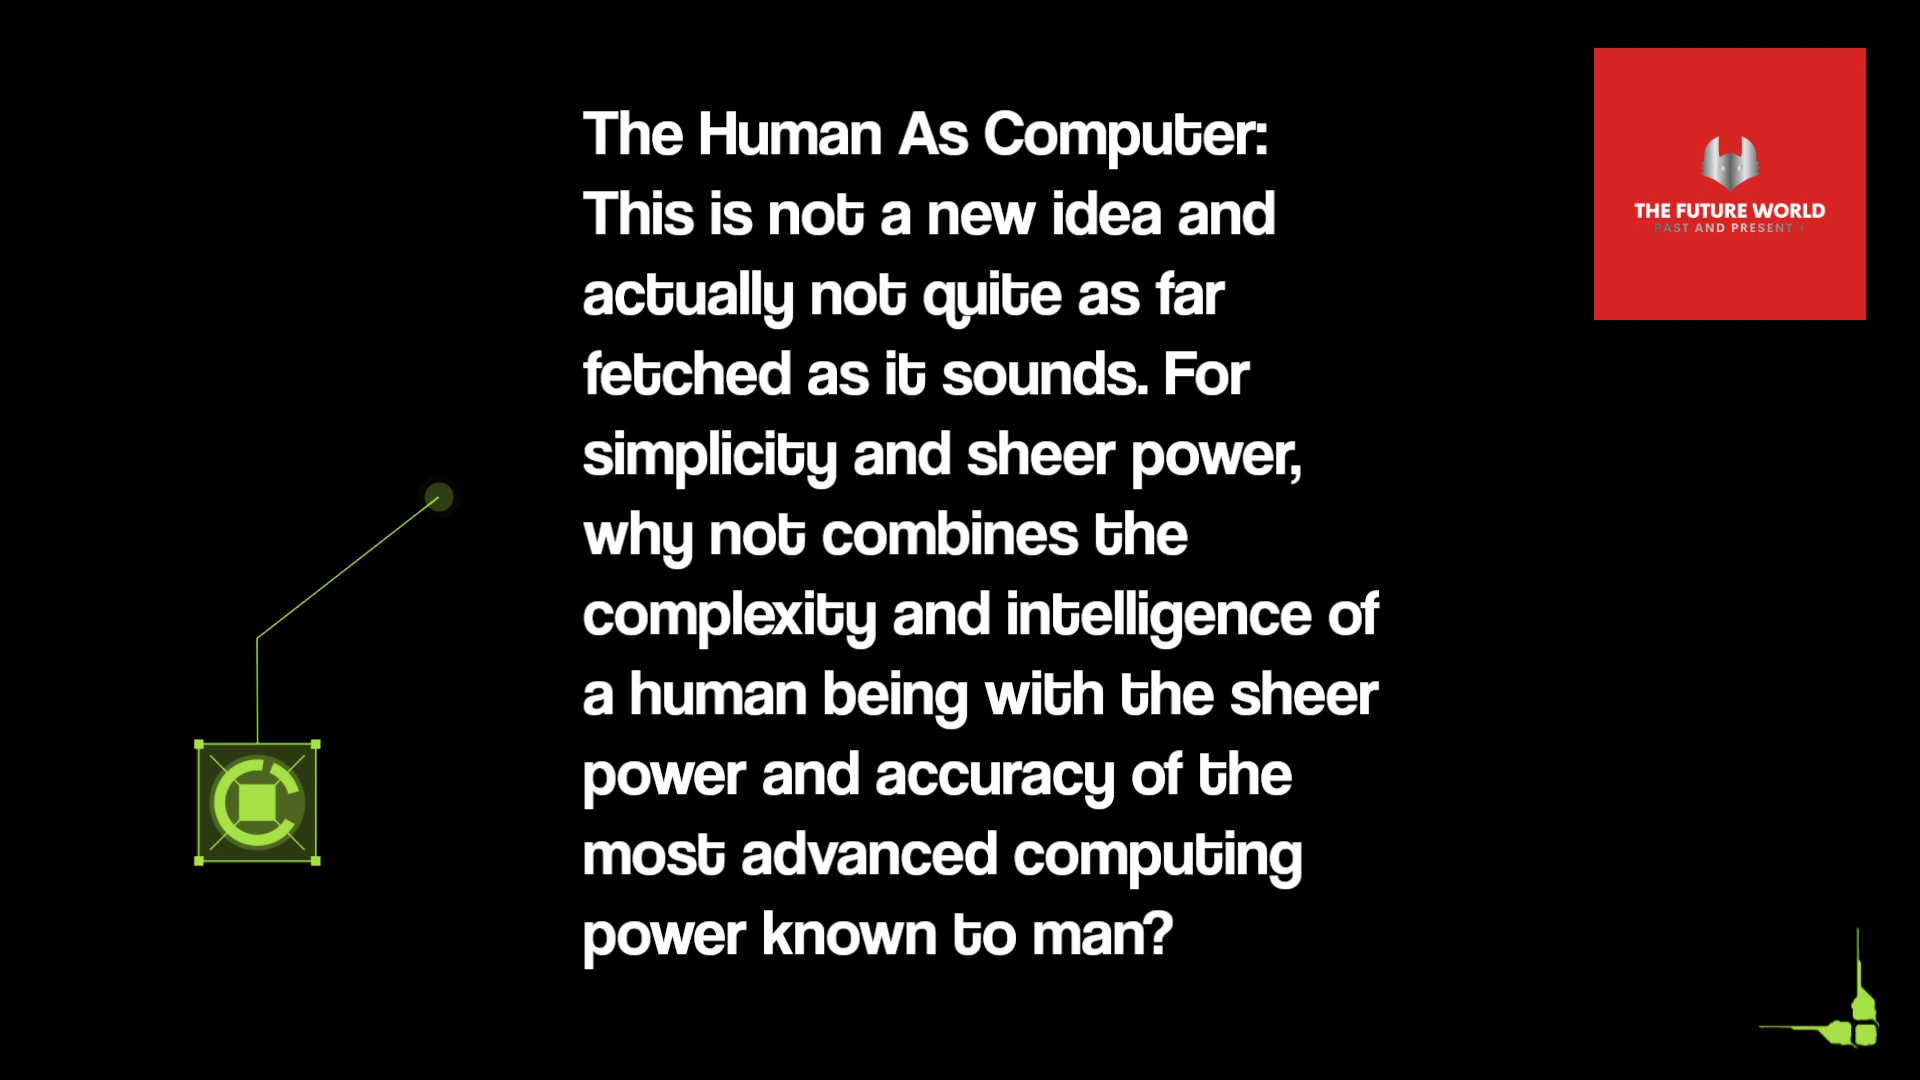 The Human As Computer:
This is not a new idea and
actually not quite as far
fetched as it sounds. For
simplicity and sheer power,
why not combines the
complexity and intelligence of
a human being with the sheer
power and accuracy of the
most advanced computing
power known to man?
THE FUTURE WORLD
PAST AND PRESENT +